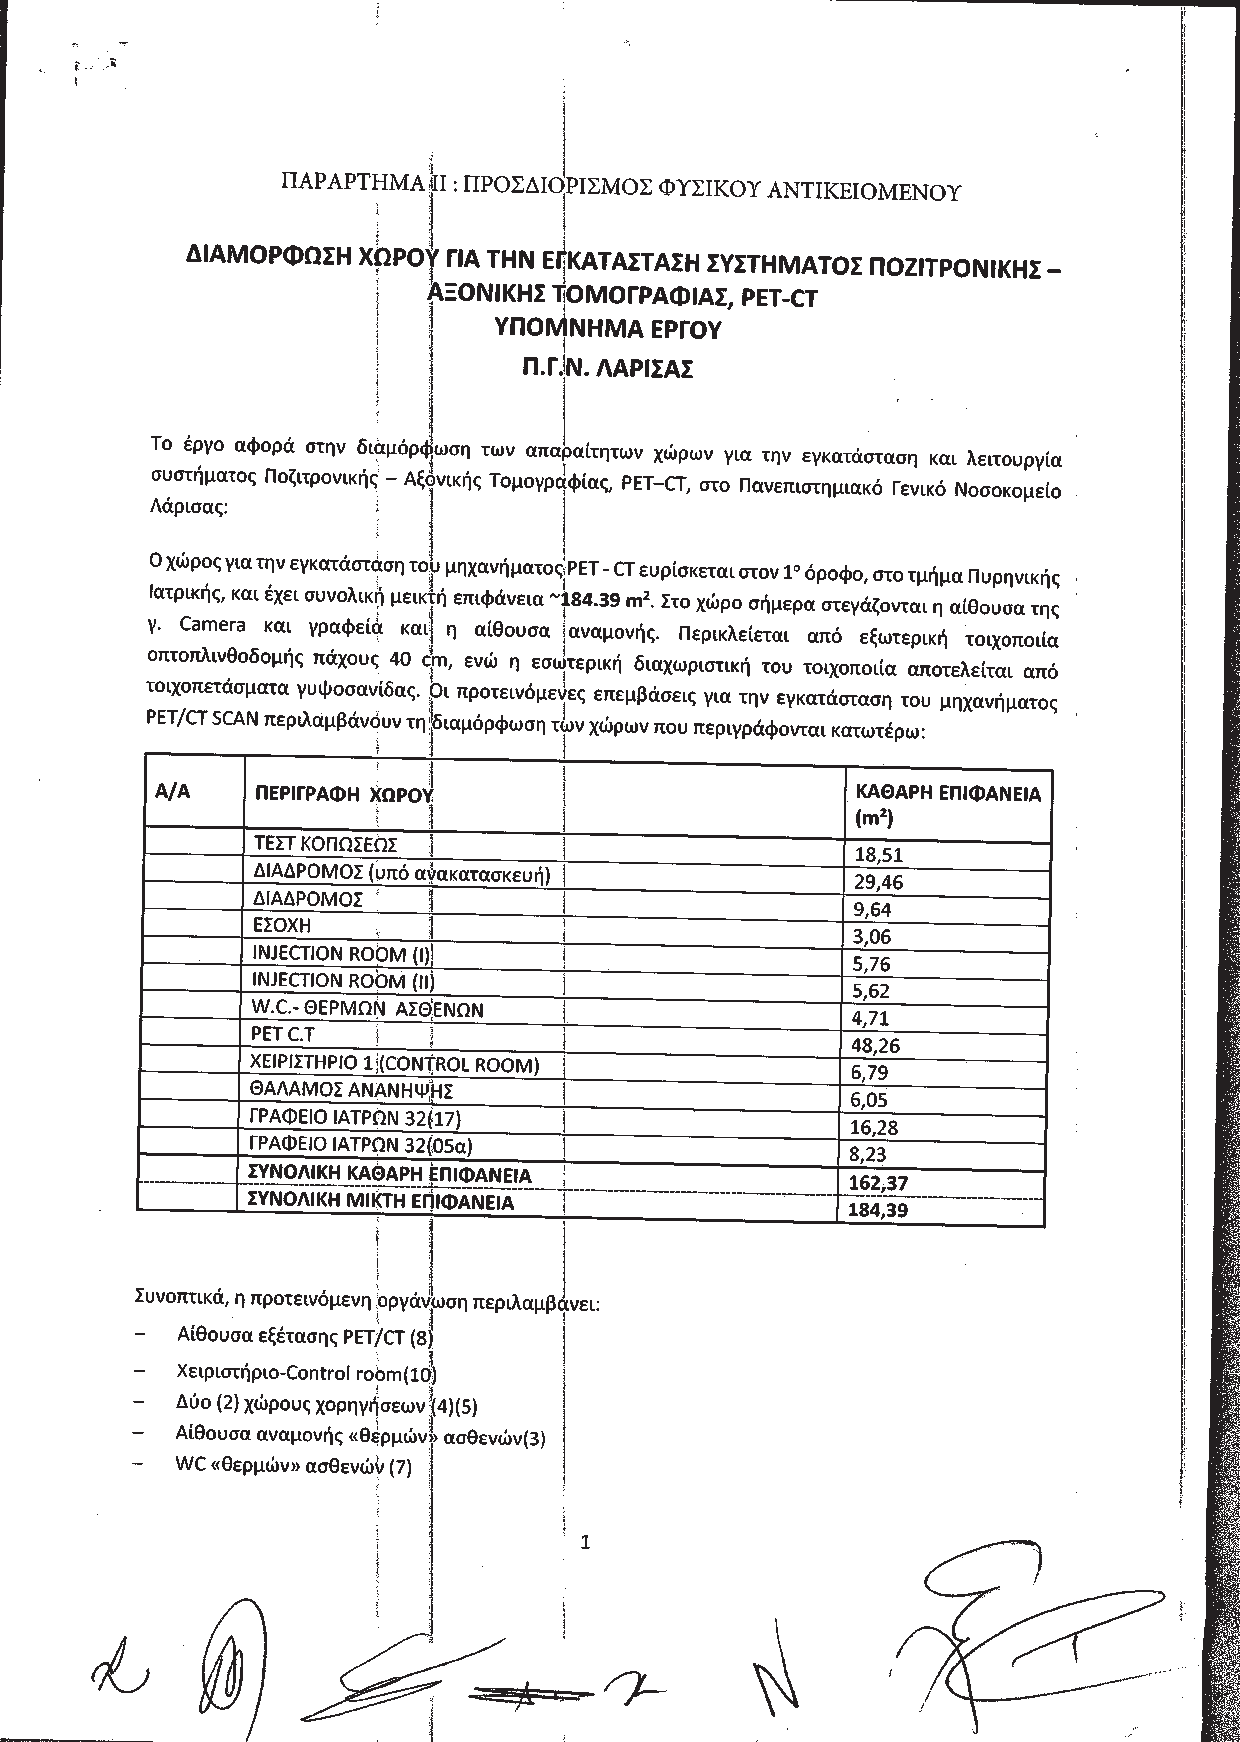 ΠΑΡΑΡΤΗΜΑ ΙΙ : ΠΡΟΣΔΙΟΡΙΣΜΟΣ ΦΥΣΙΚΟΥ ΑΝΤΙΚΕΙΟΜΕΝΟΥ
ΔΙΑΜΟΡΦΩΣΗ ΧΩΡΟΥ ΓΙΑ ΤΗΝ ΕΓΚΑΤΑΣΤΑΣΗ ΣΥΣΤΗΜΑΤΟΣ ΠΟΖΙΤΡΟΝΙΚΗΣ –
ΑΞΟΝΙΚΗΣ ΤΟΜΟΓΡΑΦΙΑΣ, PET-CT
ΥΠΟΜΝΗΜΑ ΕΡΓΟΥ
Π.Γ.Ν. ΛΑΡΙΣΑΣ
Το έργο αφορά στην διαμόρφωση των απαραίτητων χώρων για την εγκατάσταση και λειτουργία
συστήματος Ποζιτρονικής – Αξονικής Τομογραφίας, PET–CT, στο Πανεπιστημιακό Γενικό Νοσοκομείο
Λάρισας:
Ο χώρος για την εγκατάσταση του μηχανήματος PET - CT ευρίσκεται στον 1° όροφο, στο τμήμα Πυρηνικής
Ιατρικής, και έχει συνολική μεικτή επιφάνεια ~184.39 m². Στο χώρο σήμερα στεγάζονται η αίθουσα της
γ. Camera και γραφεία και η αίθουσα αναμονής. Περικλείεται από εξωτερική τοιχοποιία
οπτοπλινθοδομής πάχους 40 cm, ενώ η εσωτερική διαχωριστική του τοιχοποιία αποτελείται από
τοιχοπετάσματα γυψοσανίδας. Οι προτεινόμενες επεμβάσεις για την εγκατάσταση του μηχανήματος
PET/CT SCAN περιλαμβάνουν τη διαμόρφωση των χώρων που περιγράφονται κατωτέρω:
Α/Α ΠΕΡΙΓΡΑΦΗ ΧΩΡΟΥ ΚΑΘΑΡΗ ΕΠΙΦΑΝΕΙΑ
(m²)
ΤΕΣΤ ΚΟΠΩΣΕΩΣ 18,51
ΔΙΑΔΡΟΜΟΣ (υπό ανακατασκευή) 29,46
ΔΙΑΔΡΟΜΟΣ 9,64
ΕΣΟΧΗ 3,06
INJECTION ROOM (I) 5,76
INJECTION ROOM (II) 5,62
W.C.- ΘΕΡΜΩΝ ΑΣΘΕΝΩΝ 4,71
PET C.T 48,26
ΧΕΙΡΙΣΤΗΡΙΟ 1 (CONTROL ROOM) 6,79
ΘΑΛΑΜΟΣ ΑΝΑΝΗΨΗΣ 6,05
ΓΡΑΦΕΙΟ ΙΑΤΡΩΝ 32(17) 16,28
ΓΡΑΦΕΙΟ ΙΑΤΡΩΝ 32(05α) 8,23
ΣΥΝΟΛΙΚΗ ΚΑΘΑΡΗ ΕΠΙΦΑΝΕΙΑ 162,37
ΣΥΝΟΛΙΚΗ ΜΙΚΤΗ ΕΠΙΦΑΝΕΙΑ 184,39
Συνοπτικά, η προτεινόμενη οργάνωση περιλαμβάνει:
– Αίθουσα εξέτασης PET/CT (8)
– Χειριστήριο-Control room(10)
– Δύο (2) χώρους χορηγήσεων (4)(5)
– Αίθουσα αναμονής «θερμών» ασθενών(3)
– WC «θερμών» ασθενών (7)
1